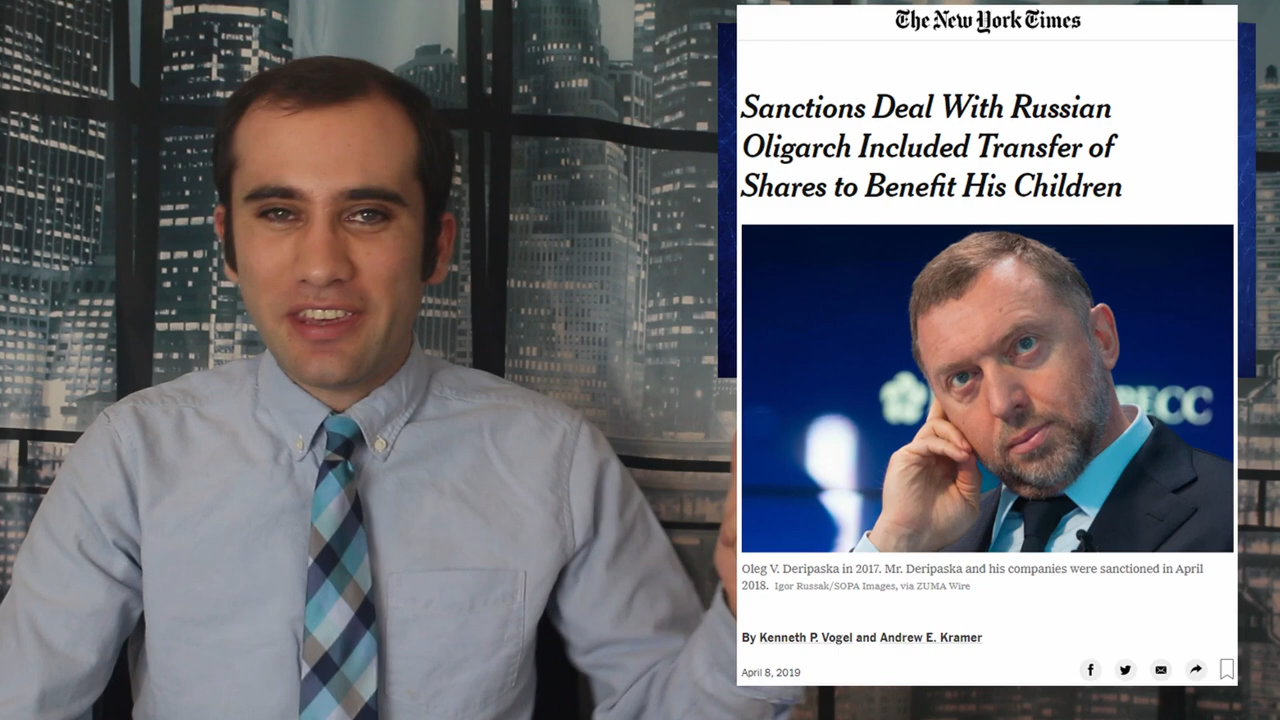 The New York Times
Sanctions Deal With Russian
Oligarch Included Transfer of
Shares to Benefit His Children
ECC
Oleg V. Deripaska in 2017. Mr. Deripaska and his companies were sanctioned in April
2018. Igor Russak/SOPA Images, via ZUMA Wire
By Kenneth P. Vogel and Andrew E. Kramer
April 8, 2019